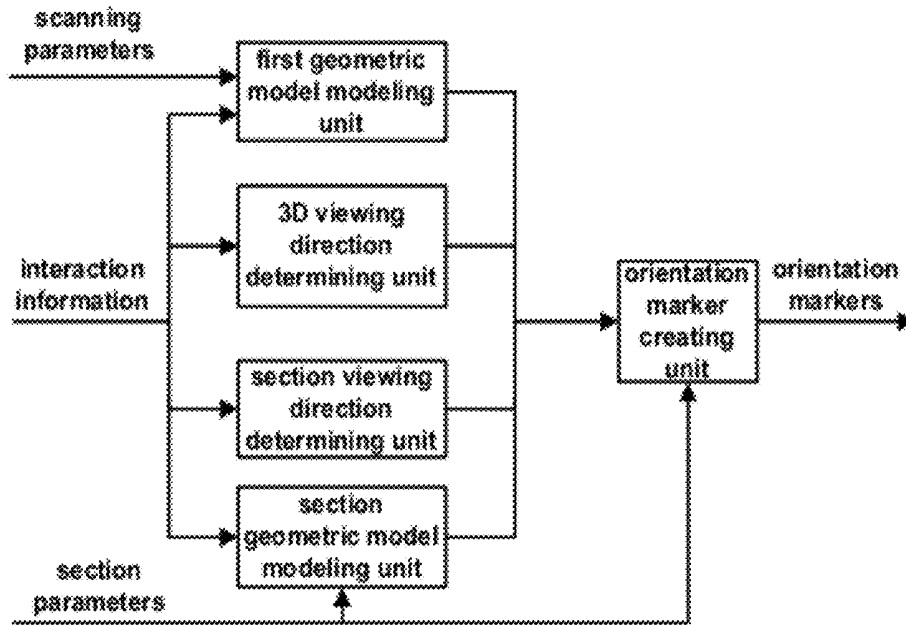 scanning
parameters
first geometric
model modeling
unit
3D viewing
direction
determining unit
interaction
information
orientation
marker
creating
unit
orientation
markers
section viewing
direction
determining unit
section
geometric model
modeling unit
section
parameters